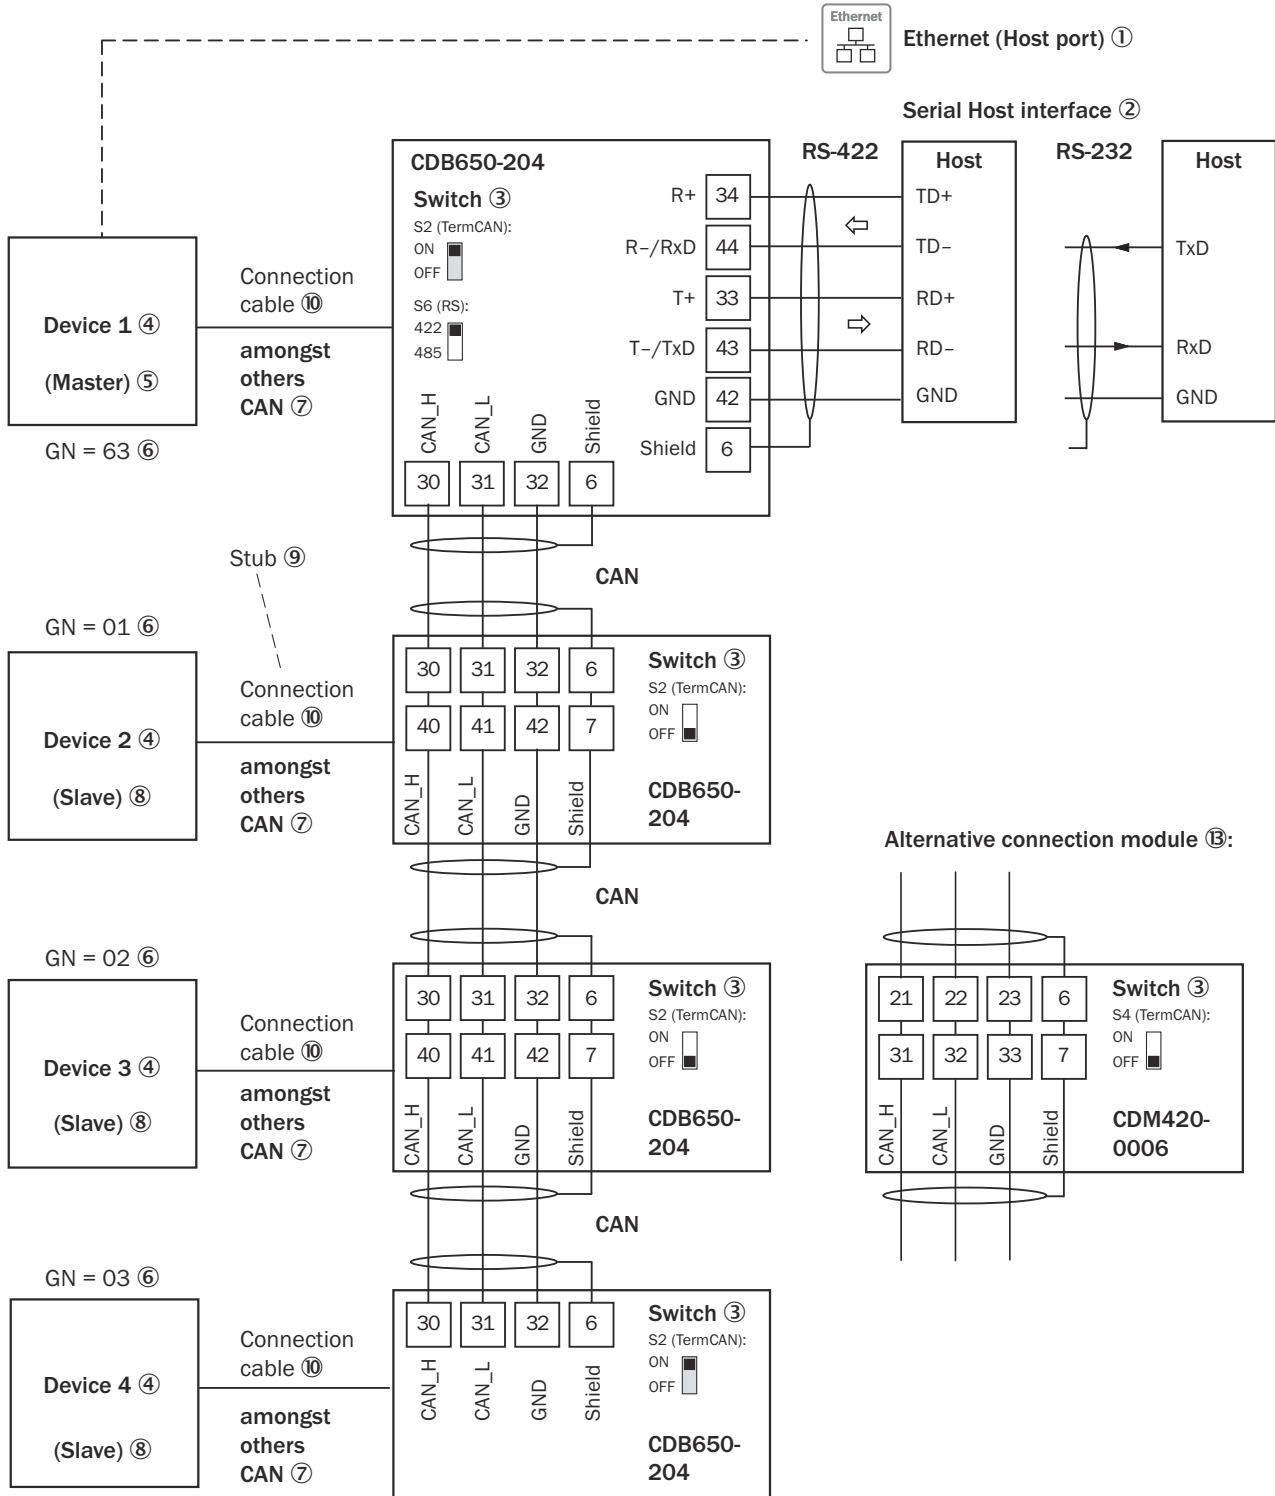 Ethernet
Ethernet (Host port) ①
Serial Host interface ②
CDB650-204
Switch ③
S2 (TermCAN):
ON
OFF
S6 (RS):
422
485
R+ 34
R–/RxD 44
T+ 33
T–/TxD 43
GND 42
Shield 6
CAN_H
CAN_L
GND
Shield
30 31 32 6
RS-422
Host
TD+
TD–
RD+
RD–
GND
RS-232
Host
TxD
RxD
GND
Device 1 ④
(Master) ⑤
GN = 63 ⑥
Connection
cable ⑩
amongst
others
CAN ⑦
Stub ⑨
CAN
GN = 01 ⑥
Device 2 ④
(Slave) ⑧
Connection
cable ⑩
amongst
others
CAN ⑦
30 31 32 6
40 41 42 7
CAN_H
CAN_L
GND
Shield
Switch ③
S2 (TermCAN):
ON
OFF
CDB650-
204
CAN
Alternative connection module ⑬:
21 22 23 6
31 32 33 7
CAN_H
CAN_L
GND
Shield
Switch ③
S4 (TermCAN):
ON
OFF
CDM420-
0006
GN = 02 ⑥
Device 3 ④
(Slave) ⑧
Connection
cable ⑩
amongst
others
CAN ⑦
30 31 32 6
40 41 42 7
CAN_H
CAN_L
GND
Shield
Switch ③
S2 (TermCAN):
ON
OFF
CDB650-
204
CAN
GN = 03 ⑥
Device 4 ④
(Slave) ⑧
Connection
cable ⑩
amongst
others
CAN ⑦
30 31 32 6
CAN_H
CAN_L
GND
Shield
Switch ③
S2 (TermCAN):
ON
OFF
CDB650-
204